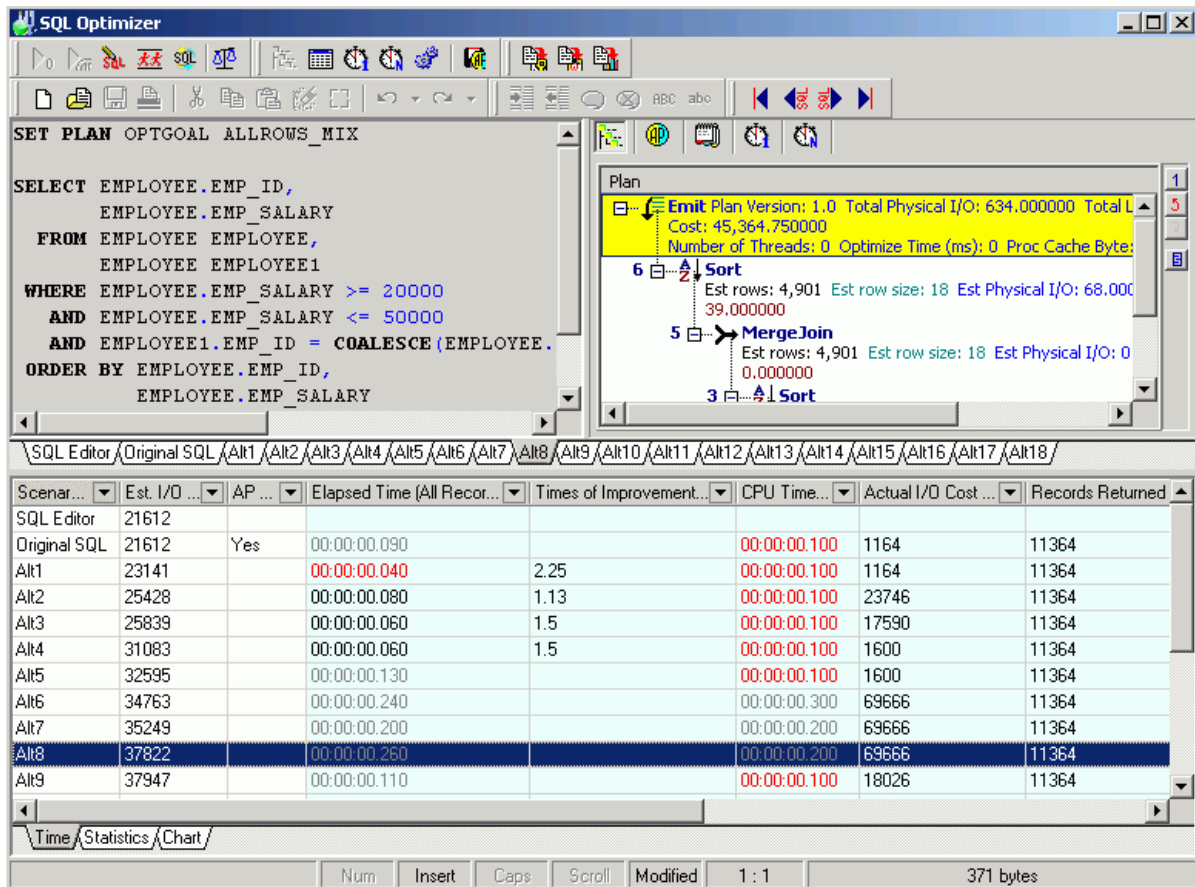 SQL Optimizer
SQL
ABC abc
SET PLAN OPTGOAL ALLROWS_MIX
SELECT EMPLOYEE.EMP_ID,
EMPLOYEE.EMP_SALARY
FROM EMPLOYEE EMPLOYEE,
EMPLOYEE EMPLOYEE1
WHERE EMPLOYEE.EMP_SALARY >= 20000
AND EMPLOYEE.EMP_SALARY <= 50000
AND EMPLOYEE1.EMP_ID = COALESCE(EMPLOYEE.
ORDER BY EMPLOYEE.EMP_ID,
EMPLOYEE.EMP_SALARY
AP
Plan
Emit Plan Version: 1.0 Total Physical I/O: 634.000000 Total L
Cost: 45,364.750000
Number of Threads: 0 Optimize Time (ms): 0 Proc Cache Byte
6 Sort
Est rows: 4,901 Est row size: 18 Est Physical I/O: 68.000
39.000000
5 MergeJoin
Est rows: 4,901 Est row size: 18 Est Physical I/O: 0
0.000000
3 Sort
1
5
SQL Editor Original SQL Alt1 Alt2 Alt3 Alt4 Alt5 Alt6 Alt7 Alt8 Alt9 Alt10 Alt11 Alt12 Alt13 Alt14 Alt15 Alt16 Alt17 Alt18
Scenar... Est. I/O ... AP ... Elapsed Time (All Recor... Times of Improvement... CPU Time... Actual I/O Cost ... Records Returned
SQL Editor 21612
Original SQL 21612 Yes 00:00:00.090 00:00:00.100 1164 11364
Alt1 23141 00:00:00.040 2.25 00:00:00.100 1164 11364
Alt2 25428 00:00:00.080 1.13 00:00:00.100 23746 11364
Alt3 25839 00:00:00.060 1.5 00:00:00.100 17590 11364
Alt4 31083 00:00:00.060 1.5 00:00:00.100 1600 11364
Alt5 32595 00:00:00.130 00:00:00.100 1600 11364
Alt6 34763 00:00:00.240 00:00:00.300 69666 11364
Alt7 35249 00:00:00.200 00:00:00.200 69666 11364
Alt8 37822 00:00:00.260 00:00:00.200 69666 11364
Alt9 37947 00:00:00.110 00:00:00.100 18026 11364
Time Statistics Chart
Num Insert Caps Scroll Modified 1 : 1 371 bytes